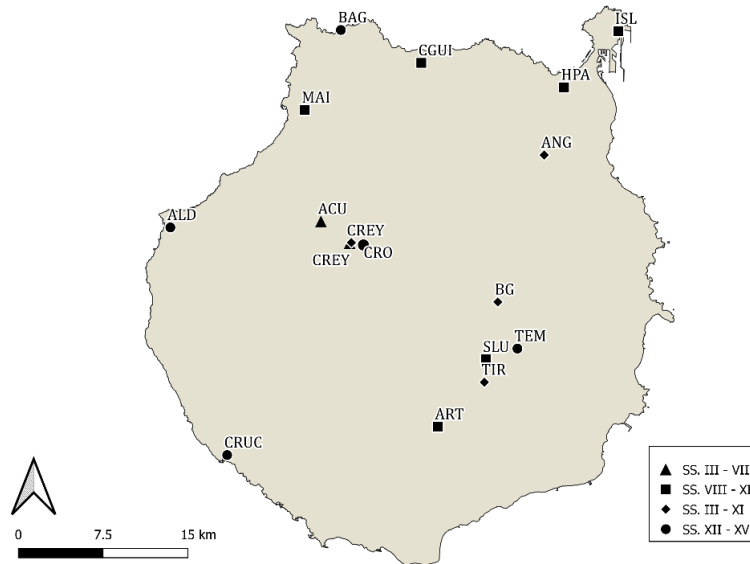 BAG
ISL
CGUI
HPA
MAI
ANG
ACU
ALD
CREY
CREY
CRO
BG
TEM
SLU
TIR
ART
CRUC
SS. III - VII
SS. VIII - XI
SS. III - XI
SS. XII - XV
0 7.5 15 km